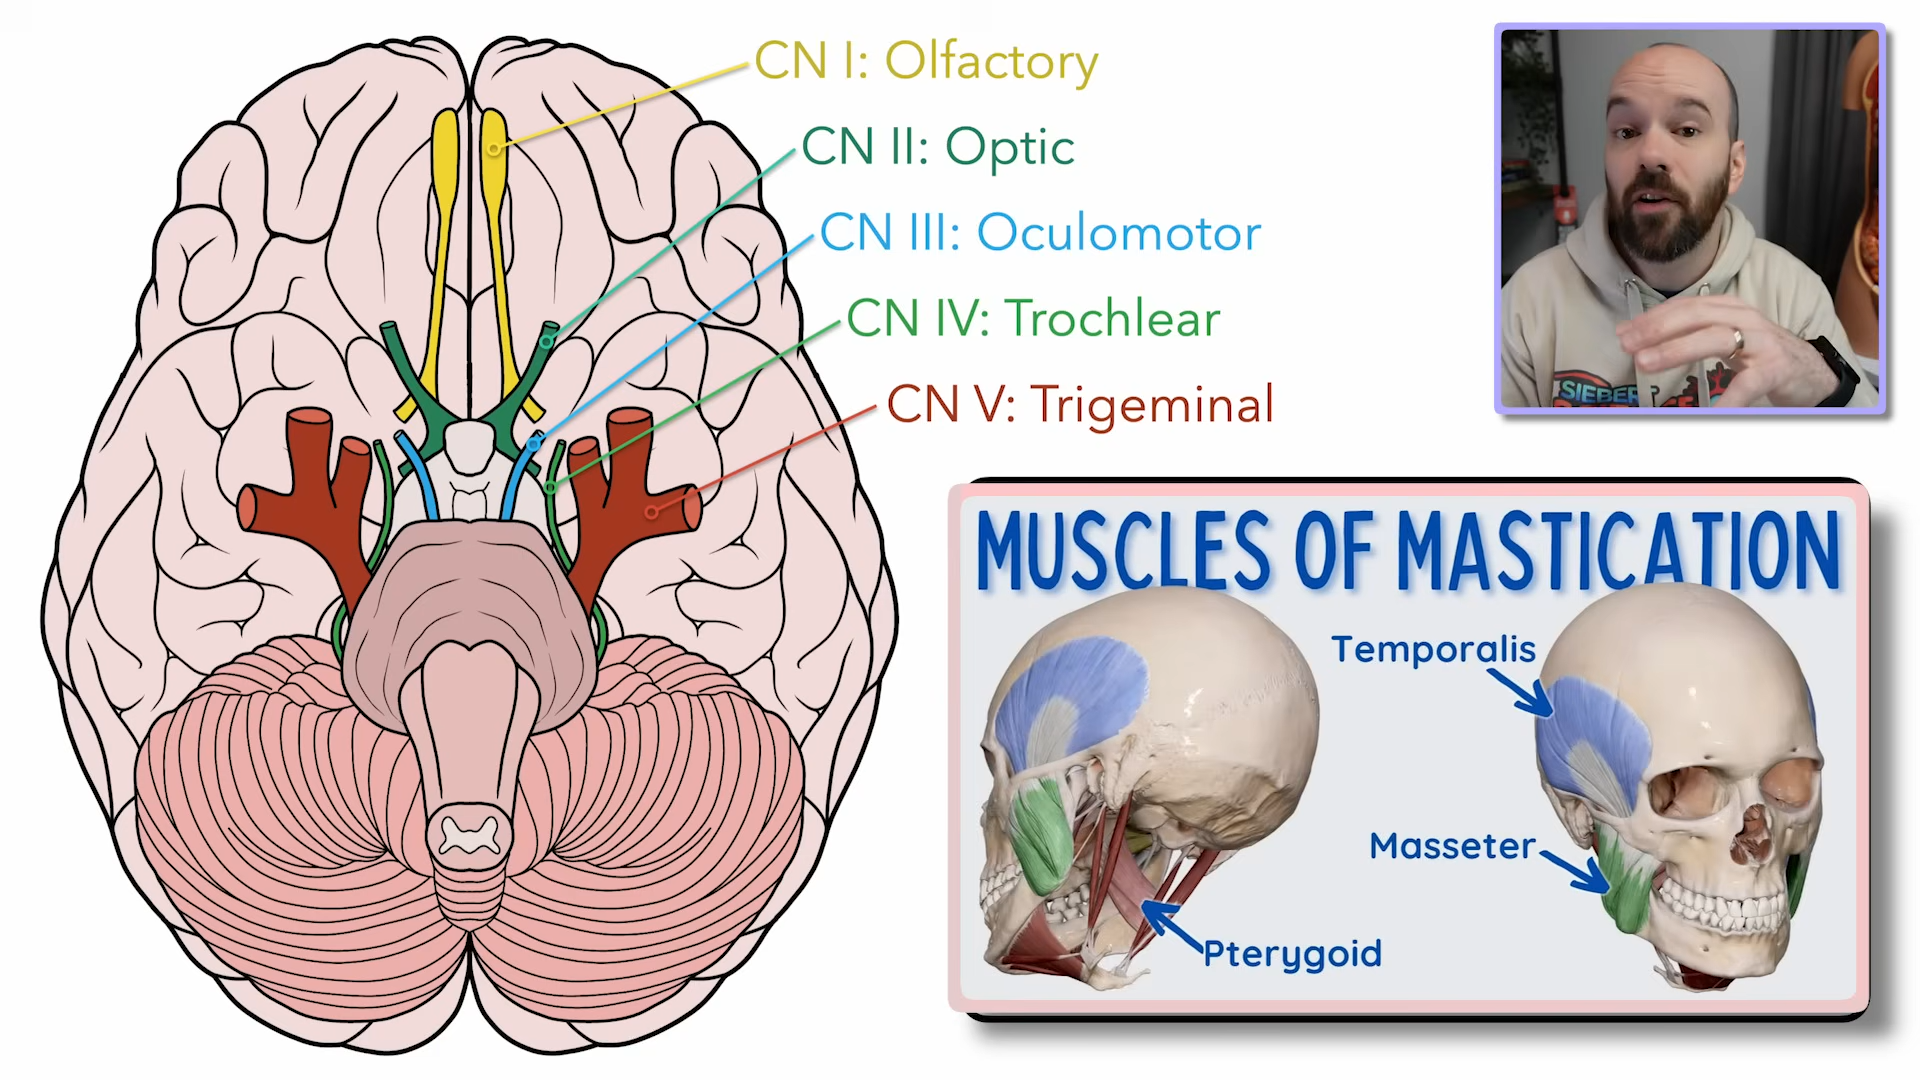 CN I: Olfactory
CN II: Optic
CN III: Oculomotor
CN IV: Trochlear
CN V: Trigeminal
SIEBERT
MUSCLES OF MASTICATION
Temporalis
Masseter
Pterygoid